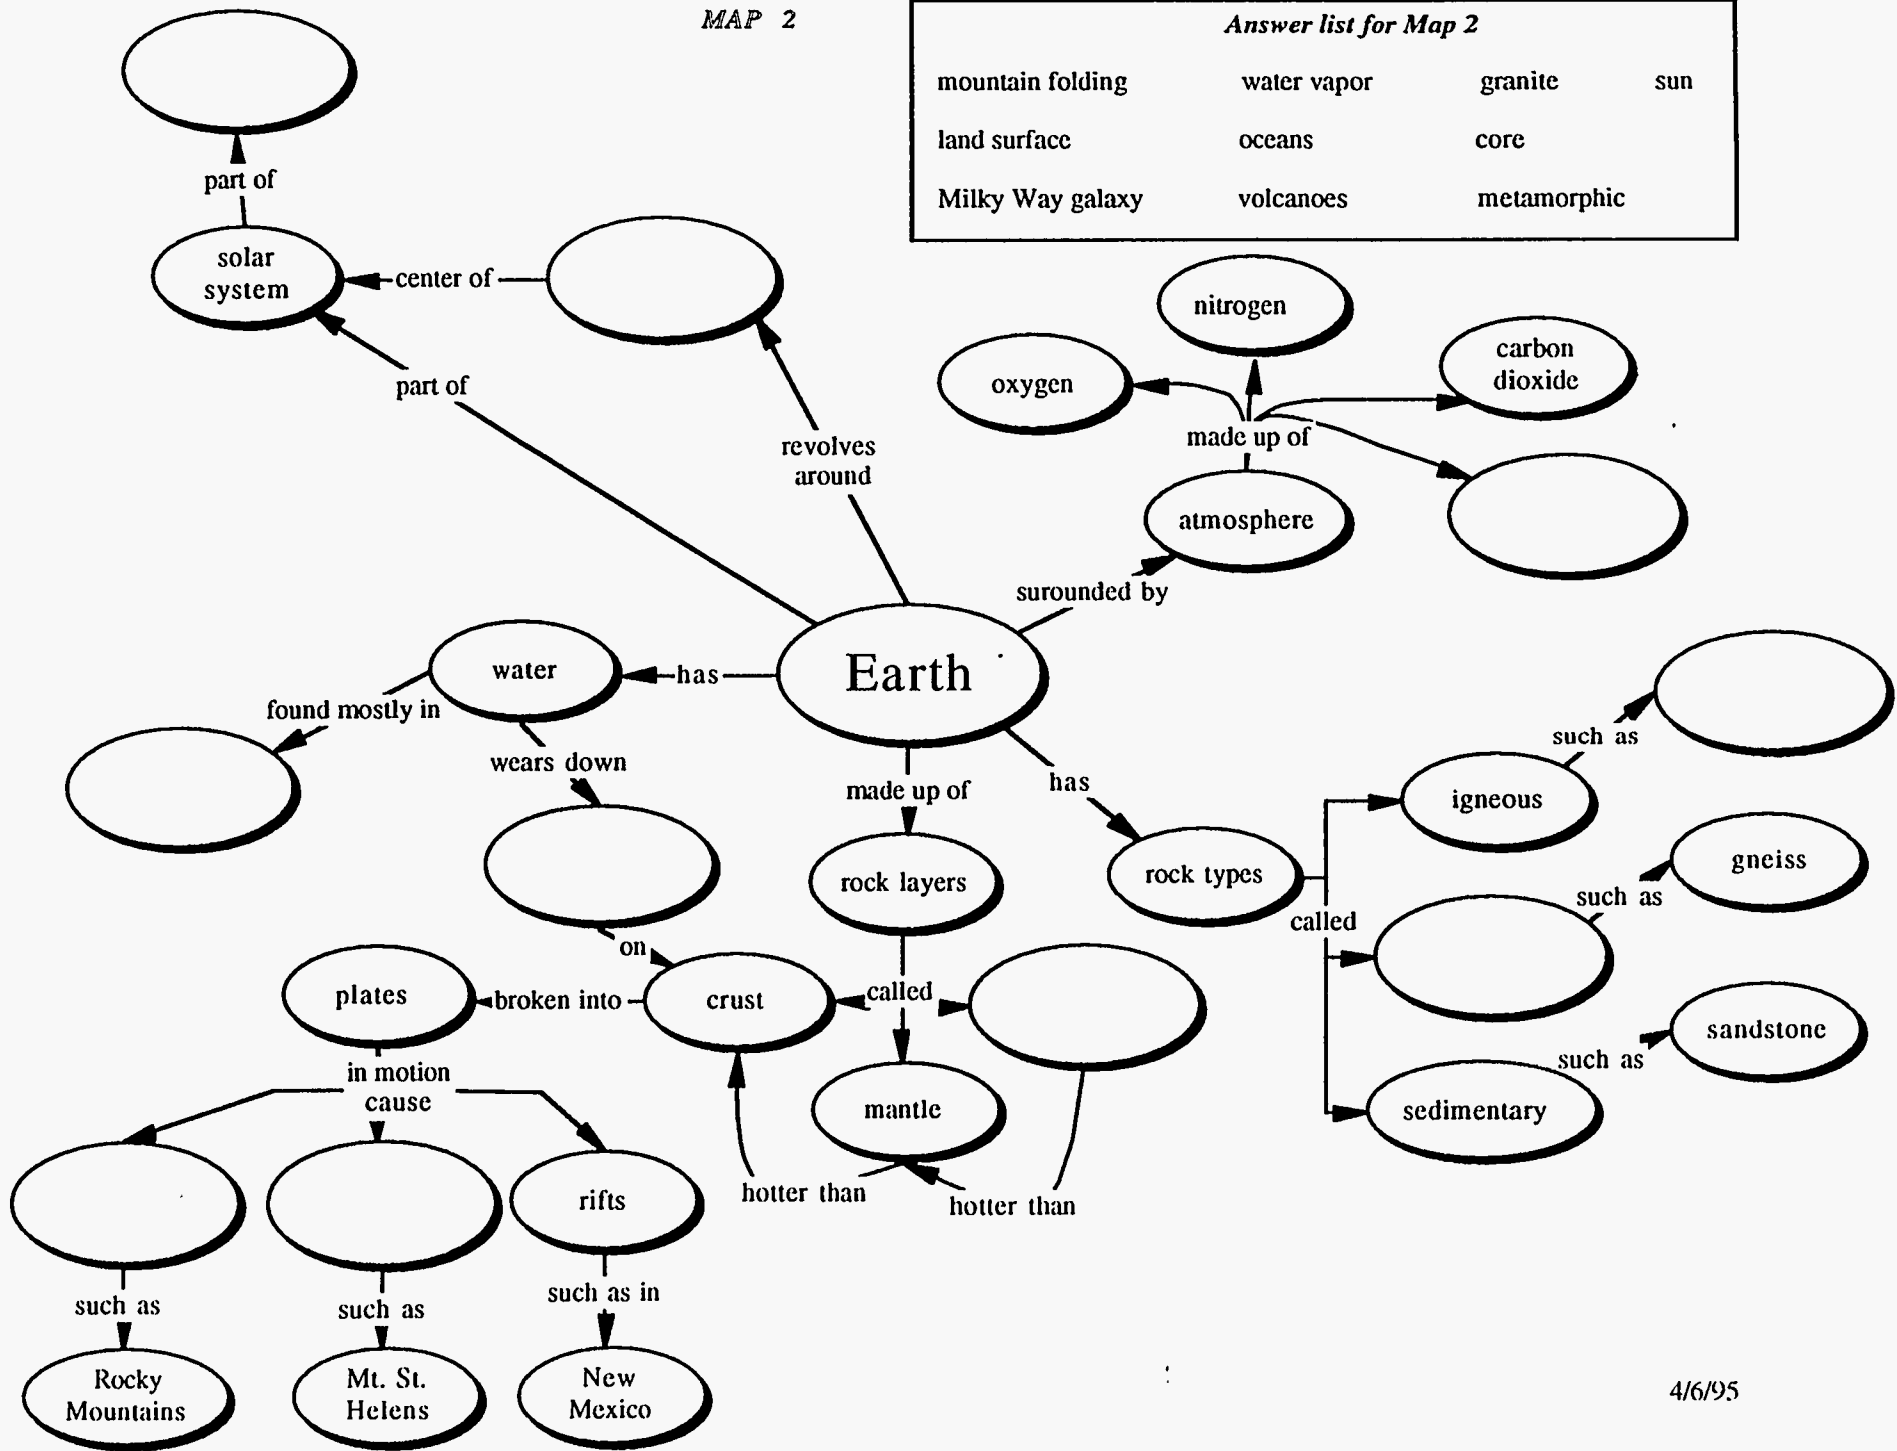 MAP 2
Answer list for Map 2
mountain folding water vapor granite sun
land surface oceans core
Milky Way galaxy volcanoes metamorphic
part of
solar
system
center of
part of
revolves
around
nitrogen
oxygen
carbon
dioxide
made up of
atmosphere
surounded by
Earth
has
water
found mostly in
wears down
made up of
has
rock layers
rock types
called
such as
igneous
gneiss
such as
sandstone
such as
sedimentary
on
crust
called
broken into
plates
mantle
in motion
cause
hotter than
hotter than
rifts
such as
such as
such as in
Rocky
Mountains
Mt. St.
Helens
New
Mexico
4/6/95